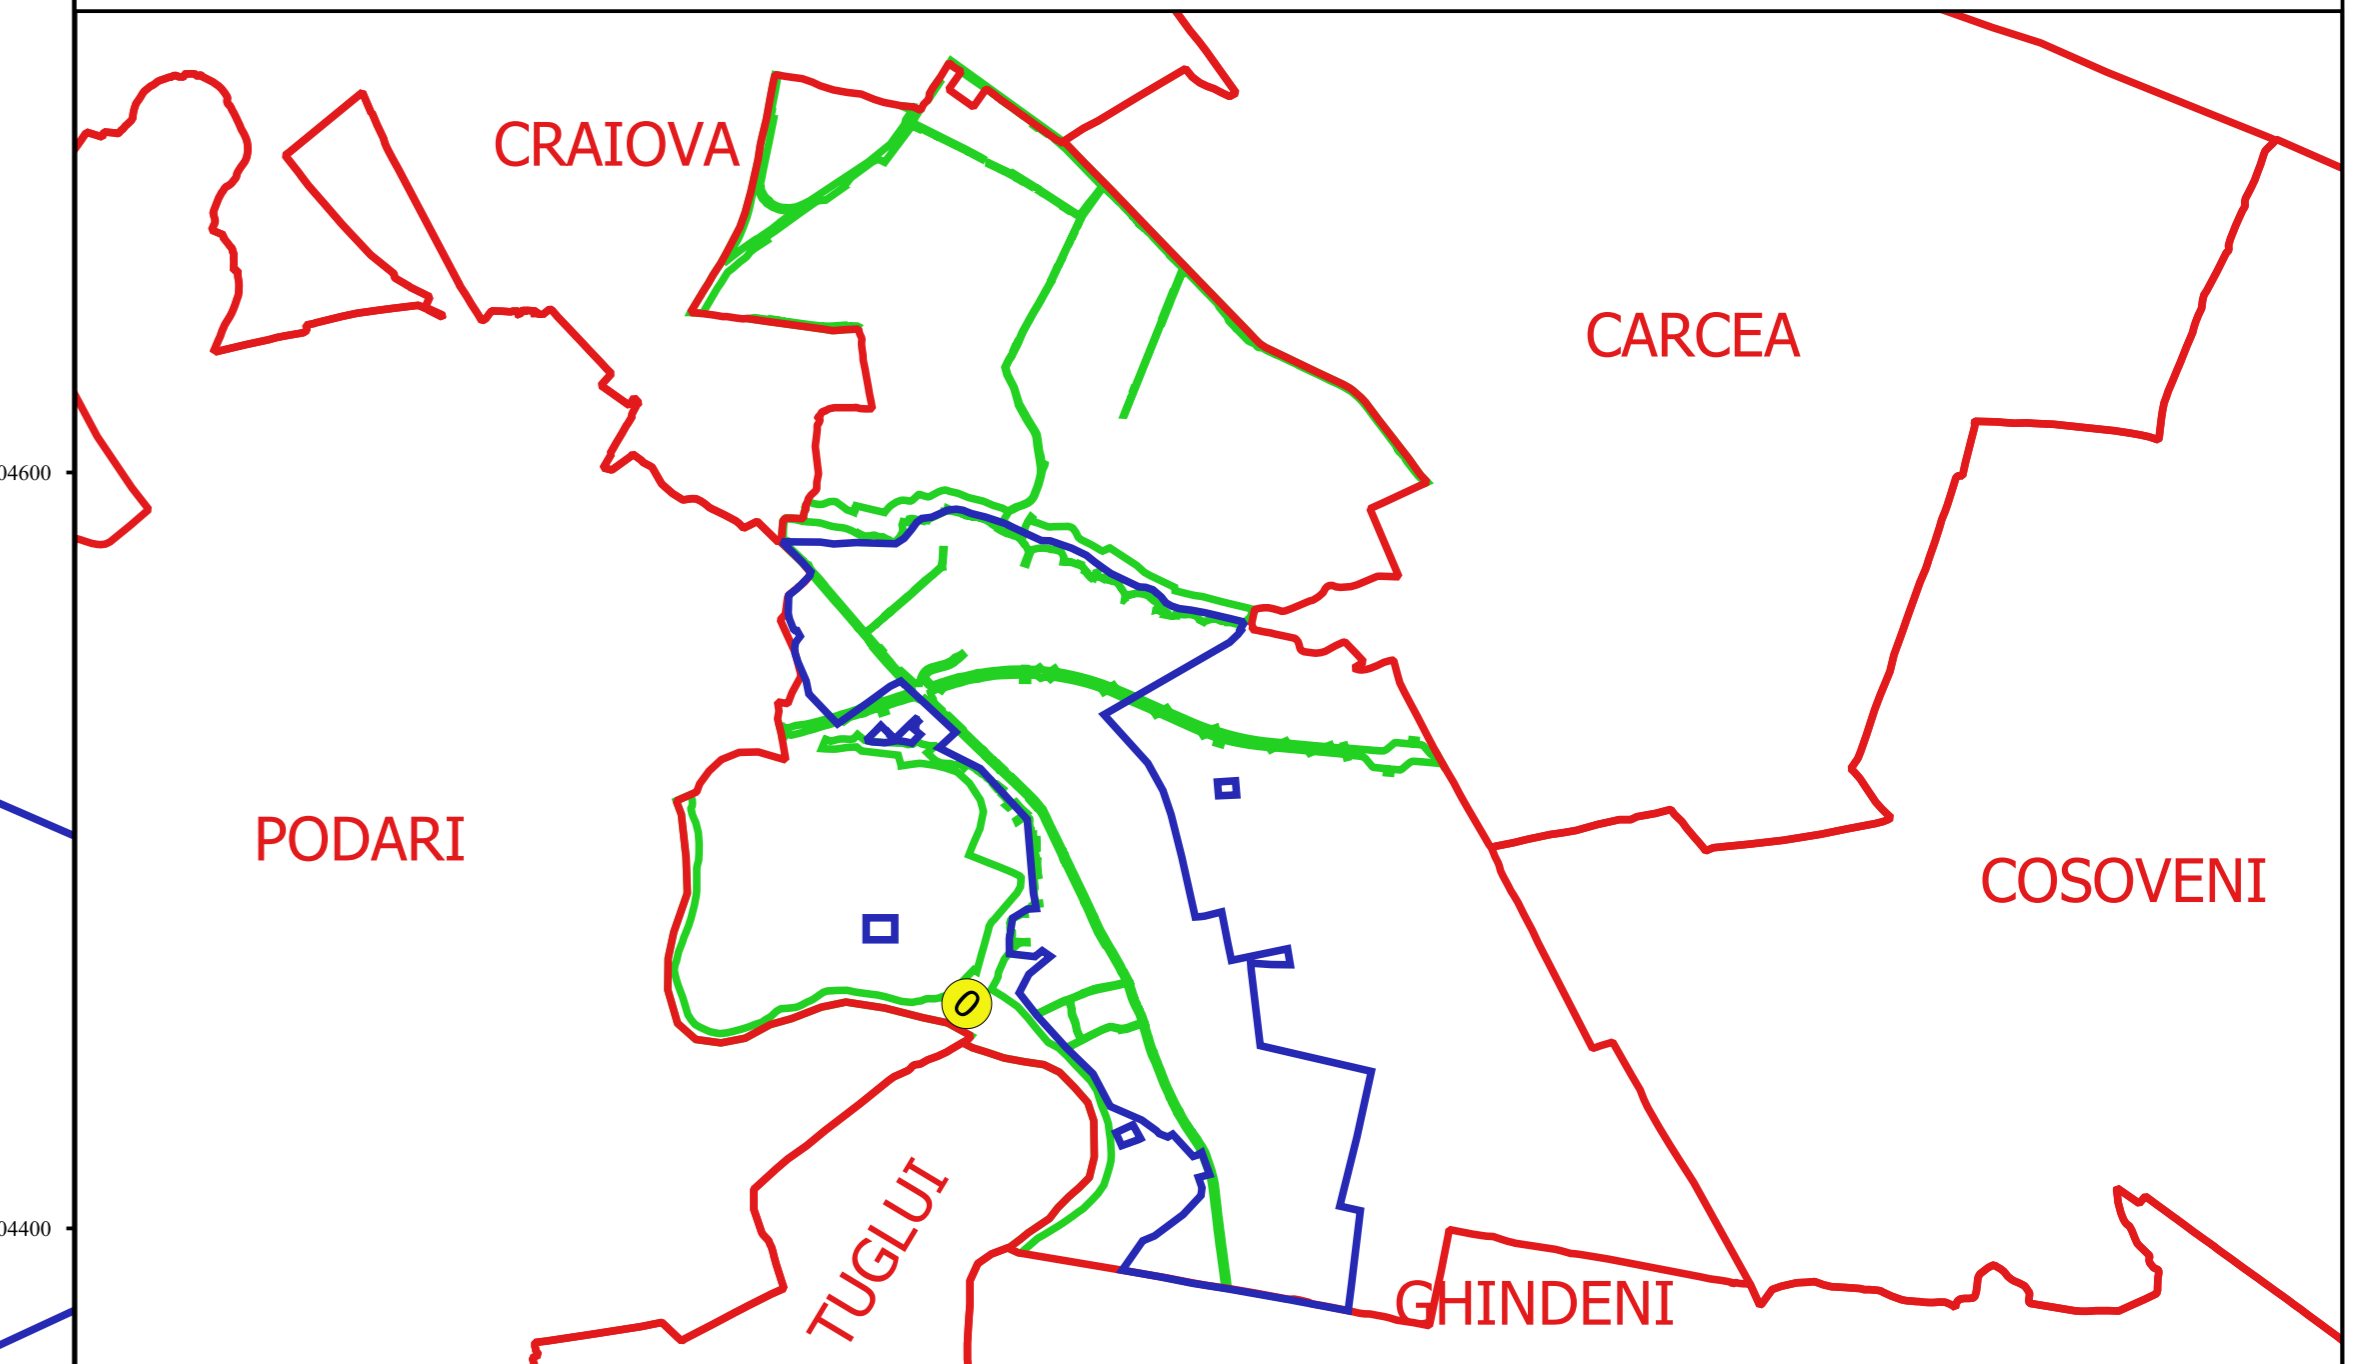 CRAIOVA
CARCEA
04600
PODARI
COSOVENI
0
TUGLUI
04400
GHINDENI